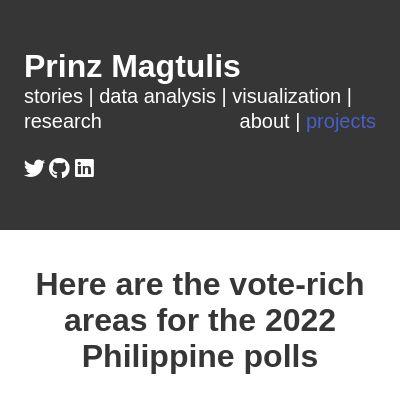 Prinz Magtulis
stories | data analysis | visualization |
research about | projects
Here are the vote-rich
areas for the 2022
Philippine polls